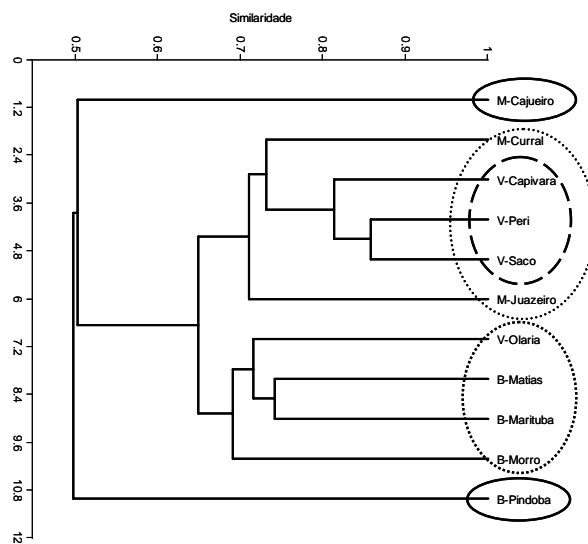 Similaridade
0.5 0.6 0.7 0.8 0.9 1
0
1.2
2.4
3.6
4.8
6
7.2
8.4
9.6
10.8
12
M-Cajueiro
M-Curral
V-Capivara
V-Peri
V-Saco
M-Juazeiro
V-Olaria
B-Matias
B-Marituba
B-Morro
B-Pindoba